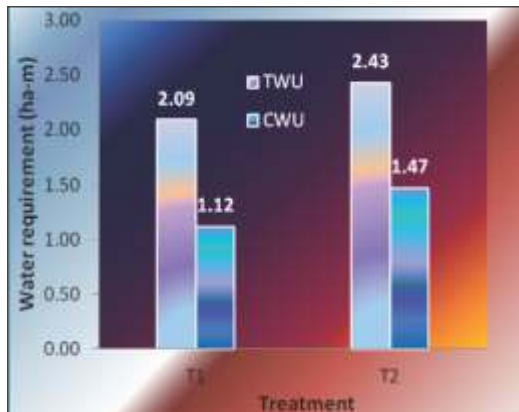 3.00
2.50
2.00
1.50
1.00
0.50
0.00
Water requirement (ha-m)
2.09
1.12
2.43
1.47
TWU
CWU
T1
T2
Treatment